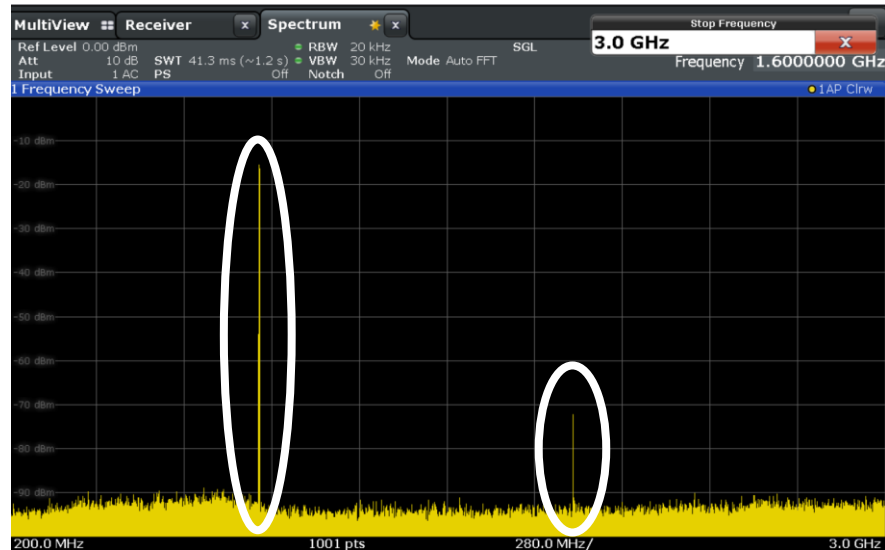 MultiView Receiver x Spectrum x
Stop Frequency
3.0 GHz x
Ref Level 0.00 dBm RBW 20 kHz SGL
Att 10 dB SWT 41.3 ms (~1.2 s) VBW 30 kHz Mode Auto FFT Frequency 1.6000000 GHz
Input 1 AC PS Off Notch Off
1 Frequency Sweep 1AP Clrw
-10 dBm
-20 dBm
-30 dBm
-40 dBm
-50 dBm
-60 dBm
-70 dBm
-80 dBm
-90 dBm
200.0 MHz 1001 pts 280.0 MHz/ 3.0 GHz